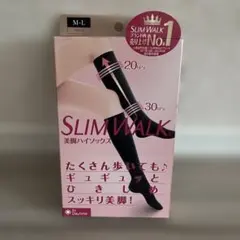 M-L
SLIM WALK
No.1
20
30
SLIM WALK
美脚ハイソックス
たくさん歩いても♪
ギュギュッと
ひきしめ
スッキリ美脚!